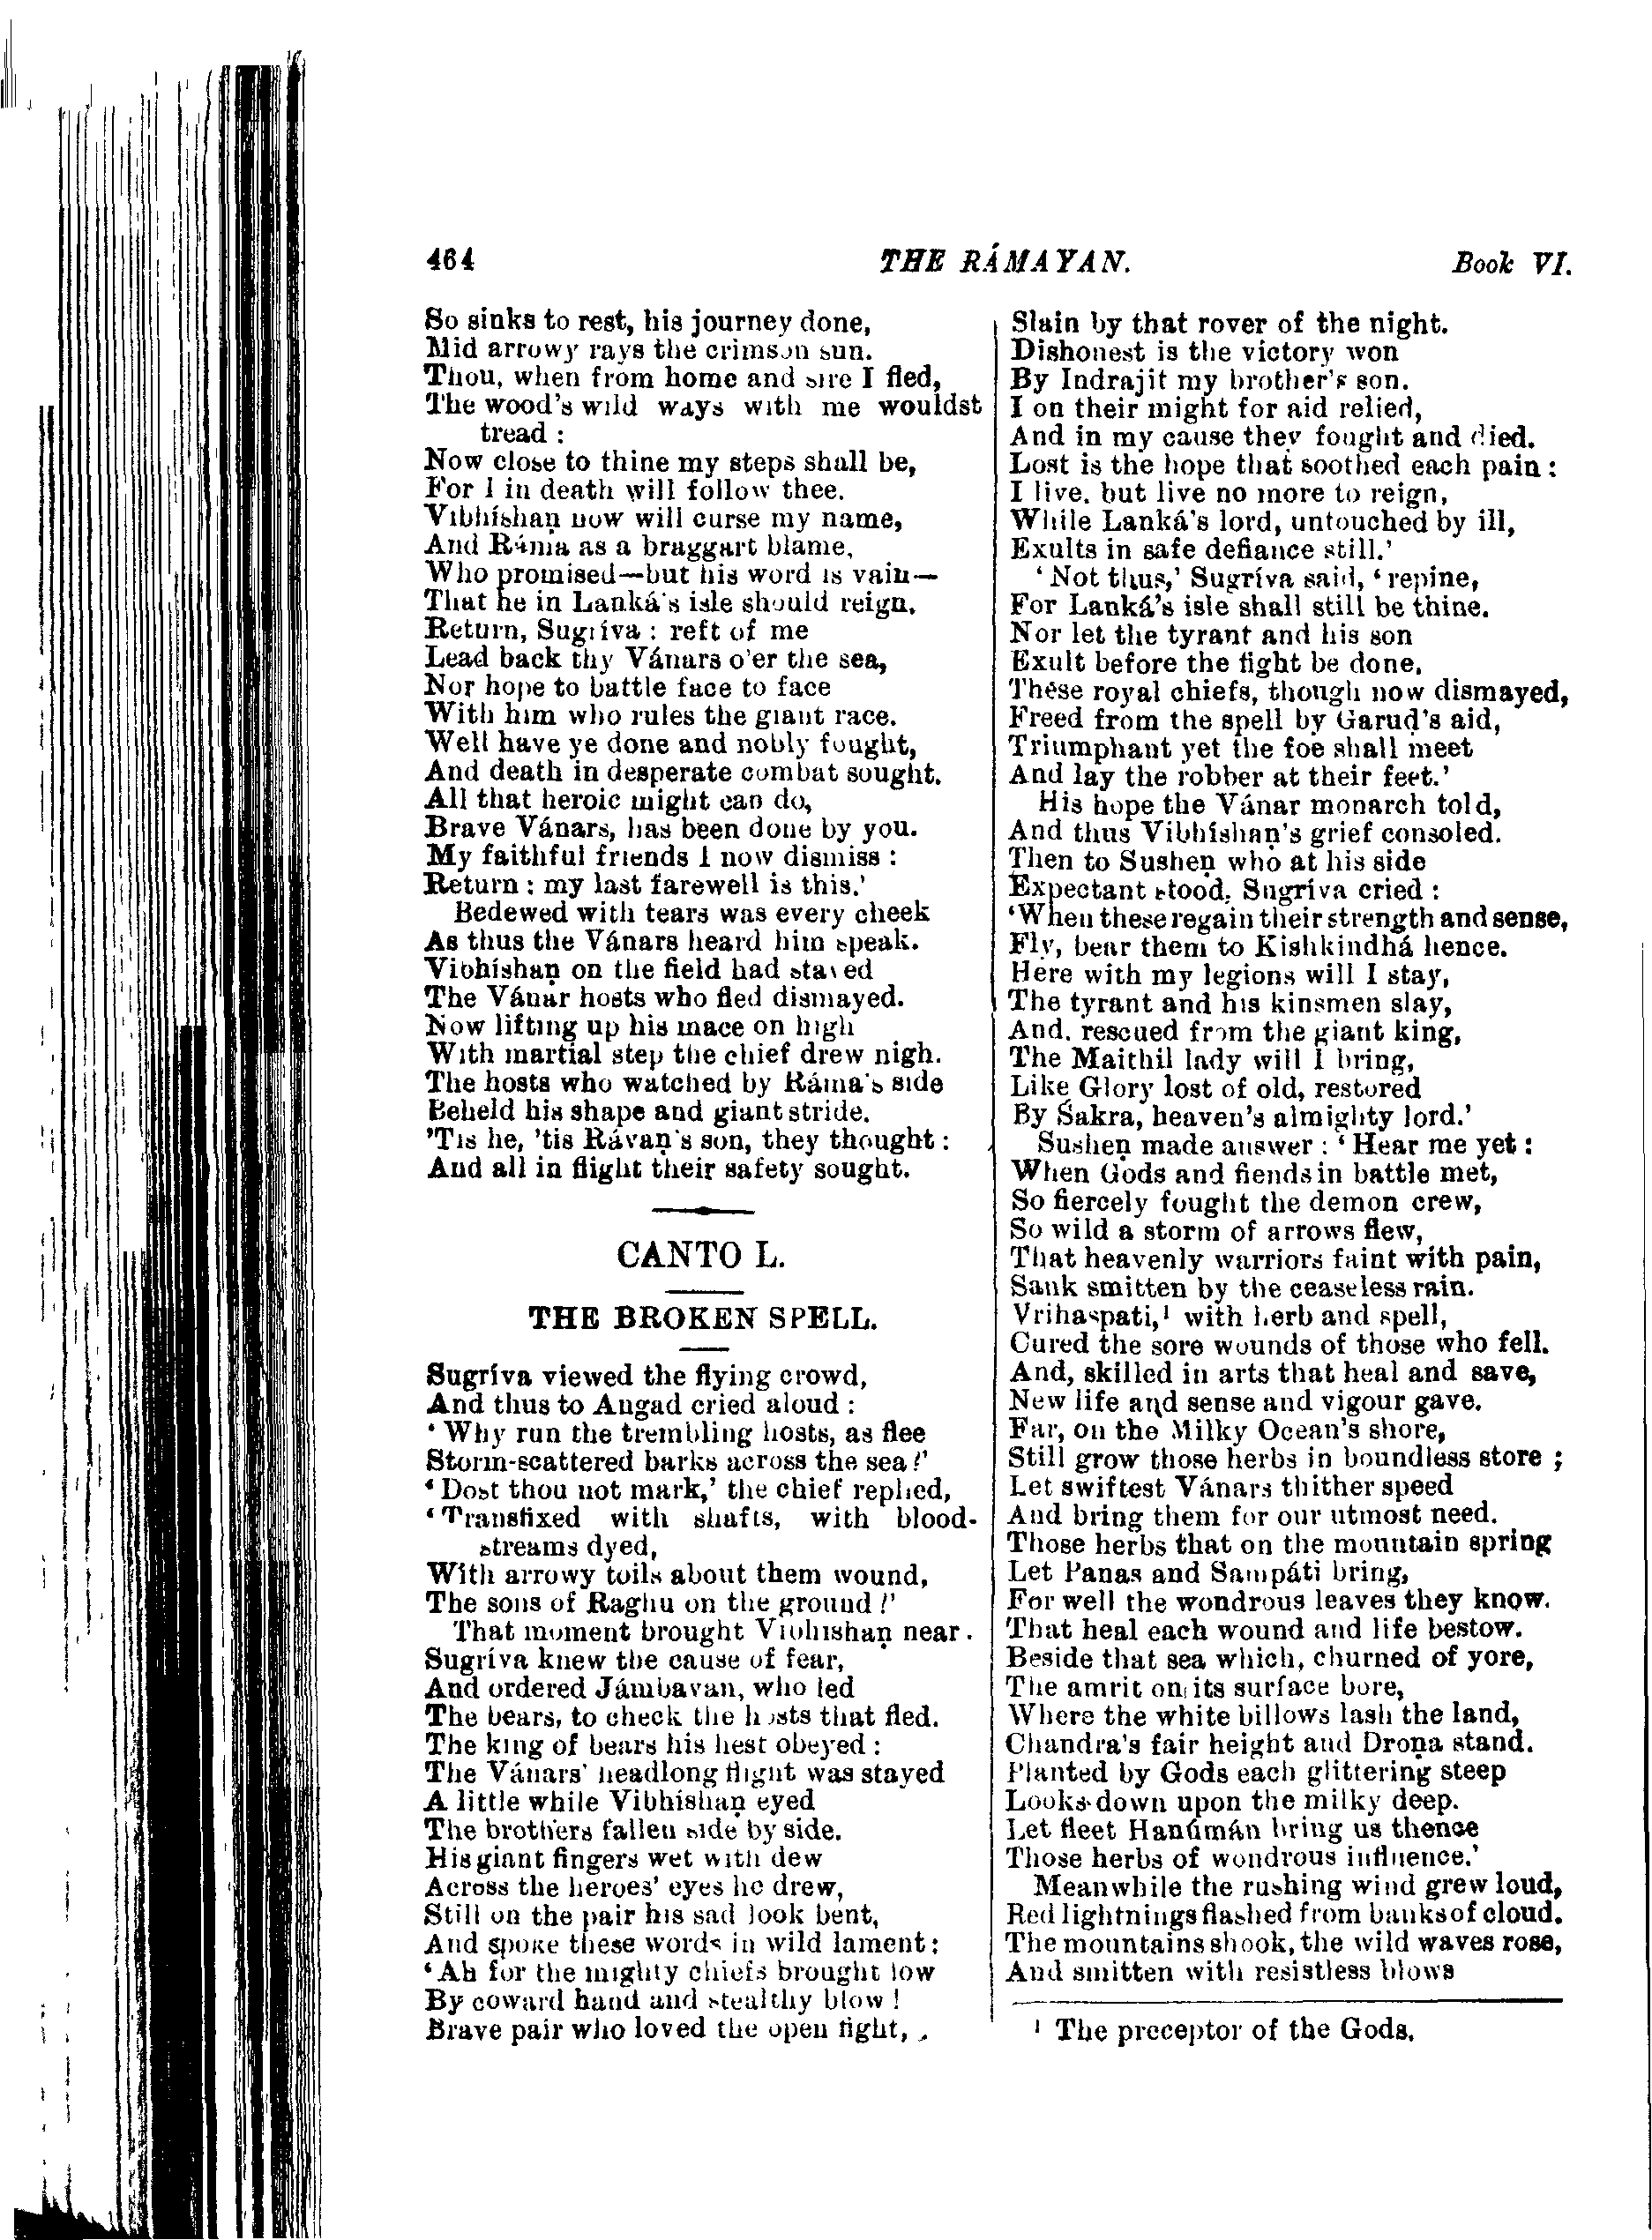 464 THE RÁMAYAN. Book VI.
So sinks to rest, his journey done,
Mid arrowy rays the crimson sun.
Thou, when from home and sire I fled,
The wood's wild ways with me wouldst
tread :
Now close to thine my steps shall be,
For I in death will follow thee.
Vibhíshaṇ now will curse my name,
And Ráma as a braggart blame,
Who promised—but his word is vain—
That he in Lanká's isle should reign.
Return, Sugríva : reft of me
Lead back thy Vánars o'er the sea,
Nor hope to battle face to face
With him who rules the giant race.
Well have ye done and nobly fought,
And death in desperate combat sought.
All that heroic might can do,
Brave Vánars, has been done by you.
My faithful friends I now dismiss :
Return : my last farewell is this.'
Bedewed with tears was every cheek
As thus the Vánars heard him speak.
Vibhíshaṇ on the field had stayed
The Vánar hosts who fled dismayed.
Now lifting up his mace on high
With martial step the chief drew nigh.
The hosts who watched by Ráma's side
Beheld his shape and giant stride.
'Tis he, 'tis Rávaṇ's son, they thought :
And all in flight their safety sought.
CANTO L.
THE BROKEN SPELL.
Sugríva viewed the flying crowd,
And thus to Angad cried aloud :
'Why run the trembling hosts, as flee
Storm-scattered barks across the sea?'
'Dost thou not mark,' the chief replied,
'Transfixed with shafts, with blood-
streams dyed,
With arrowy toils about them wound,
The sons of Raghu on the ground?'
That moment brought Vibhishaṇ near.
Sugríva knew the cause of fear,
And ordered Jámbavan, who led
The bears, to check the hosts that fled.
The king of bears his hest obeyed :
The Vánars' headlong flight was stayed
A little while Vibhishaṇ eyed
The brothers fallen side by side.
His giant fingers wet with dew
Across the heroes' eyes he drew,
Still on the pair his sad look bent,
And spoke these words in wild lament :
'Ah for the mighty chiefs brought low
By coward hand and stealthy blow !
Brave pair who loved the open fight,
Slain by that rover of the night.
Dishonest is the victory won
By Indrajit my brother's son.
I on their might for aid relied,
And in my cause they fought and died.
Lost is the hope that soothed each pain :
I live, but live no more to reign,
While Lanká's lord, untouched by ill,
Exults in safe defiance still.'
'Not thus,' Sugríva said, 'repine,
For Lanká's isle shall still be thine.
Nor let the tyrant and his son
Exult before the fight be done.
These royal chiefs, though now dismayed,
Freed from the spell by Garuḍ's aid,
Triumphant yet the foe shall meet
And lay the robber at their feet.'
His hope the Vánar monarch told,
And thus Vibhíshaṇ's grief consoled.
Then to Susheṇ who at his side
Expectant stood, Sugríva cried :
'When these regain their strength and sense,
Fly, bear them to Kishkindhá hence.
Here with my legions will I stay,
The tyrant and his kinsmen slay,
And, rescued from the giant king,
The Maithil lady will I bring,
Like Glory lost of old, restored
By Śakra, heaven's almighty lord.'
Susheṇ made answer : 'Hear me yet :
When Gods and fiends in battle met,
So fiercely fought the demon crew,
So wild a storm of arrows flew,
That heavenly warriors faint with pain,
Sank smitten by the ceaseless rain.
Vrihaspati,¹ with herb and spell,
Cured the sore wounds of those who fell.
And, skilled in arts that heal and save,
New life and sense and vigour gave.
Far, on the Milky Ocean's shore,
Still grow those herbs in boundless store ;
Let swiftest Vánars thither speed
And bring them for our utmost need.
Those herbs that on the mountain spring
Let Panas and Sampáti bring,
For well the wondrous leaves they know.
That heal each wound and life bestow.
Beside that sea which, churned of yore,
The amrit on its surface bore,
Where the white billows lash the land,
Chandra's fair height and Droṇa stand.
Planted by Gods each glittering steep
Looks down upon the milky deep.
Let fleet Hanúmán bring us thence
Those herbs of wondrous influence.'
Meanwhile the rushing wind grew loud,
Red lightnings flashed from banks of cloud.
The mountains shook, the wild waves rose,
And smitten with resistless blows
¹ The preceptor of the Gods.